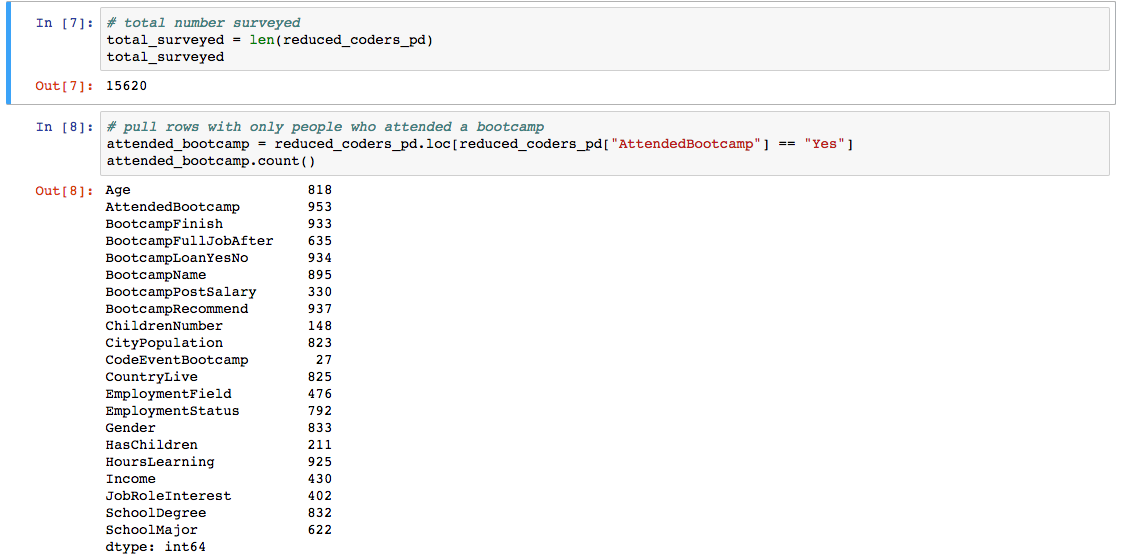 In [7]: # total number surveyed
total_surveyed = len(reduced_coders_pd)
total_surveyed
Out[7]: 15620
In [8]: # pull rows with only people who attended a bootcamp
attended_bootcamp = reduced_coders_pd.loc[reduced_coders_pd["AttendedBootcamp"] == "Yes"]
attended_bootcamp.count()
Out[8]: Age 818
AttendedBootcamp 953
BootcampFinish 933
BootcampFullJobAfter 635
BootcampLoanYesNo 934
BootcampName 895
BootcampPostSalary 330
BootcampRecommend 937
ChildrenNumber 148
CityPopulation 823
CodeEventBootcamp 27
CountryLive 825
EmploymentField 476
EmploymentStatus 792
Gender 833
HasChildren 211
HoursLearning 925
Income 430
JobRoleInterest 402
SchoolDegree 832
SchoolMajor 622
dtype: int64